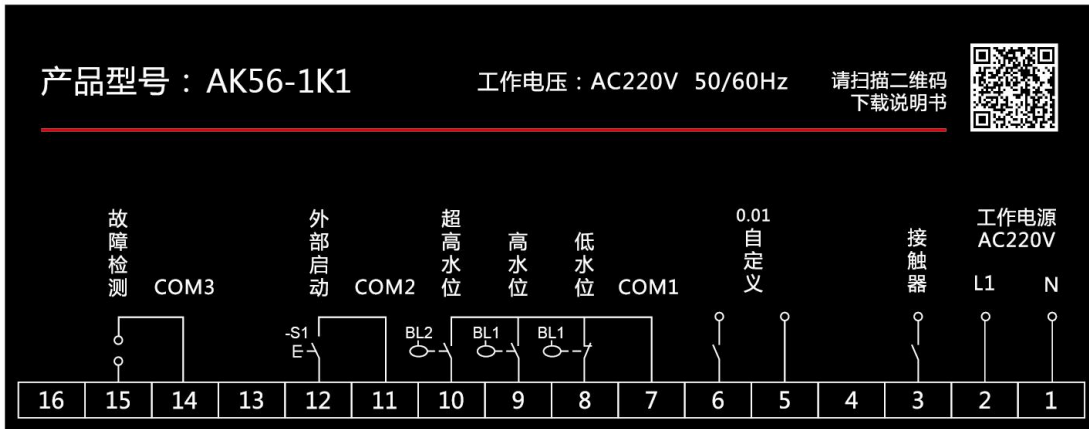 产品型号：AK56-1K1
工作电压：AC220V 50/60Hz
请扫描二维码
下载说明书
故障检测
COM3
外部启动
COM2
超高水位
高水位
低水位
COM1
0.01
自定义
接触器
工作电源
AC220V
L1
N
-S1
BL2
BL1
BL1
16 15 14 13 12 11 10 9 8 7 6 5 4 3 2 1